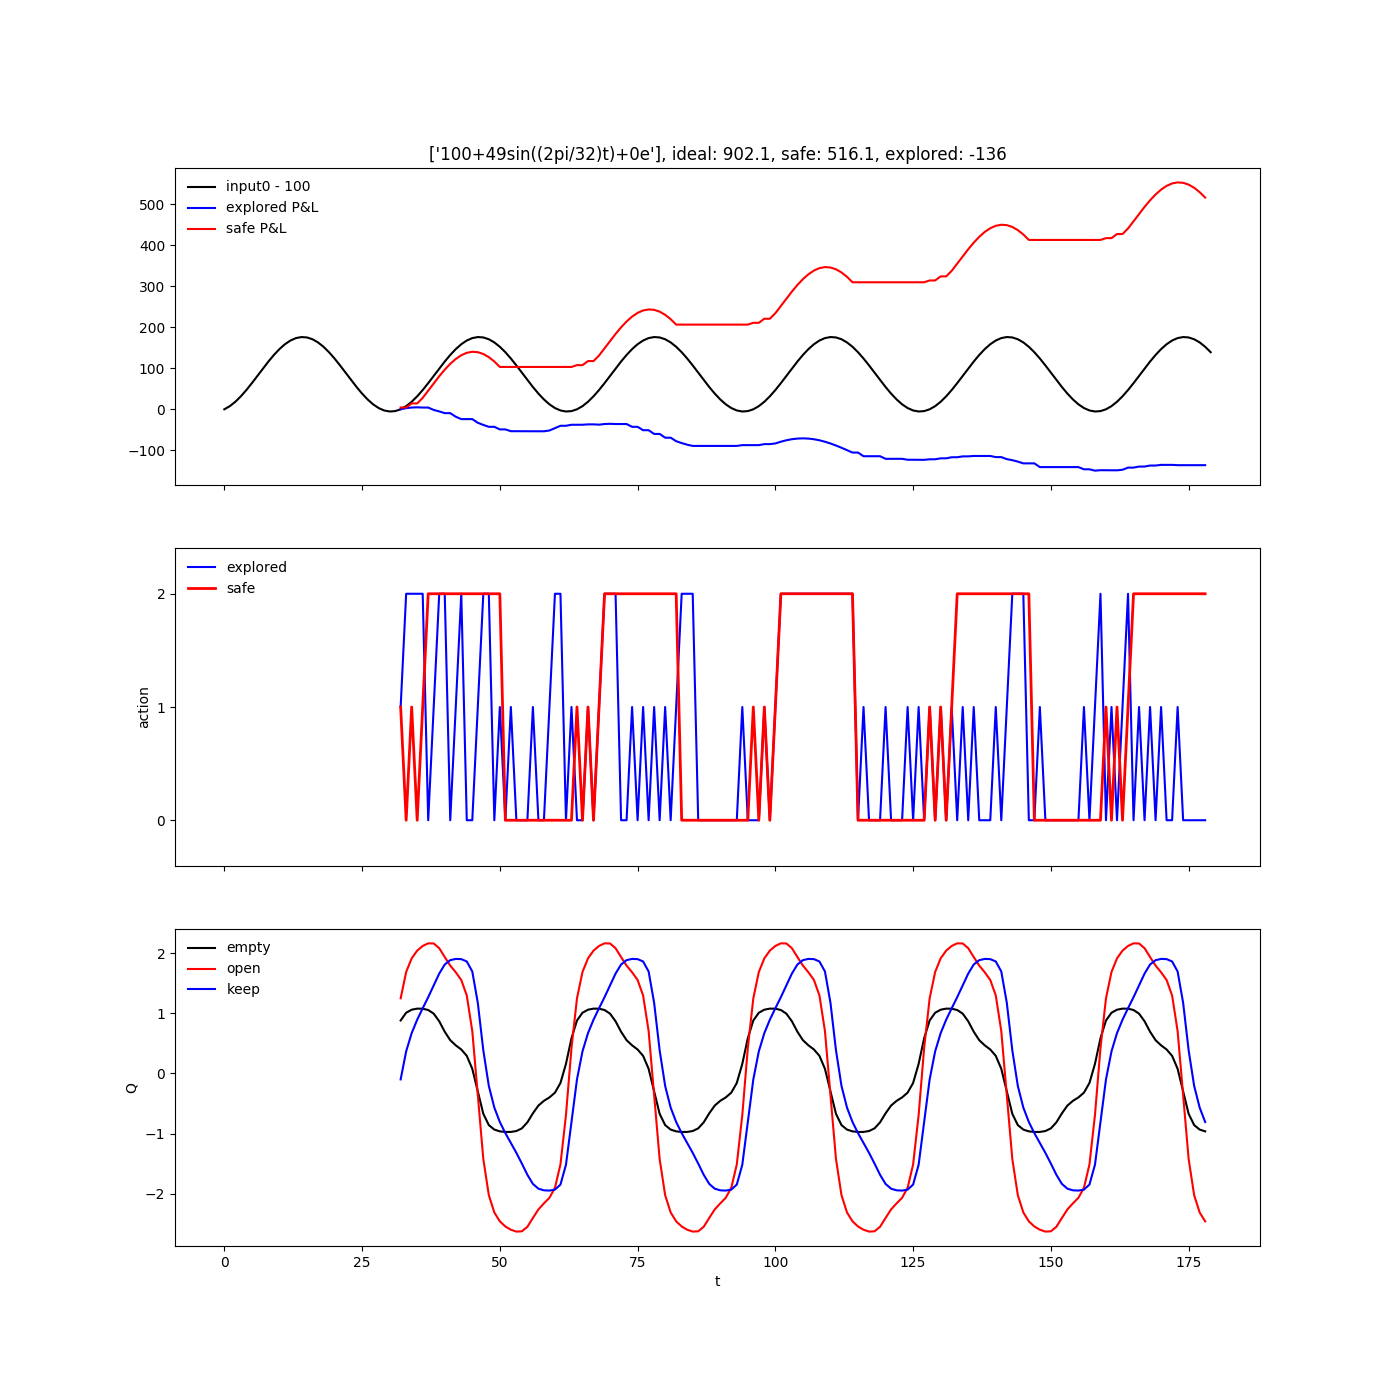 ['100+49sin((2pi/32)t)+0e'], ideal: 902.1, safe: 516.1, explored: -136
input0 - 100
explored P&L
safe P&L
500
400
300
200
100
0
−100
explored
safe
2
1
0
action
empty
open
keep
2
1
0
−1
−2
Q
0 25 50 75 100 125 150 175
t